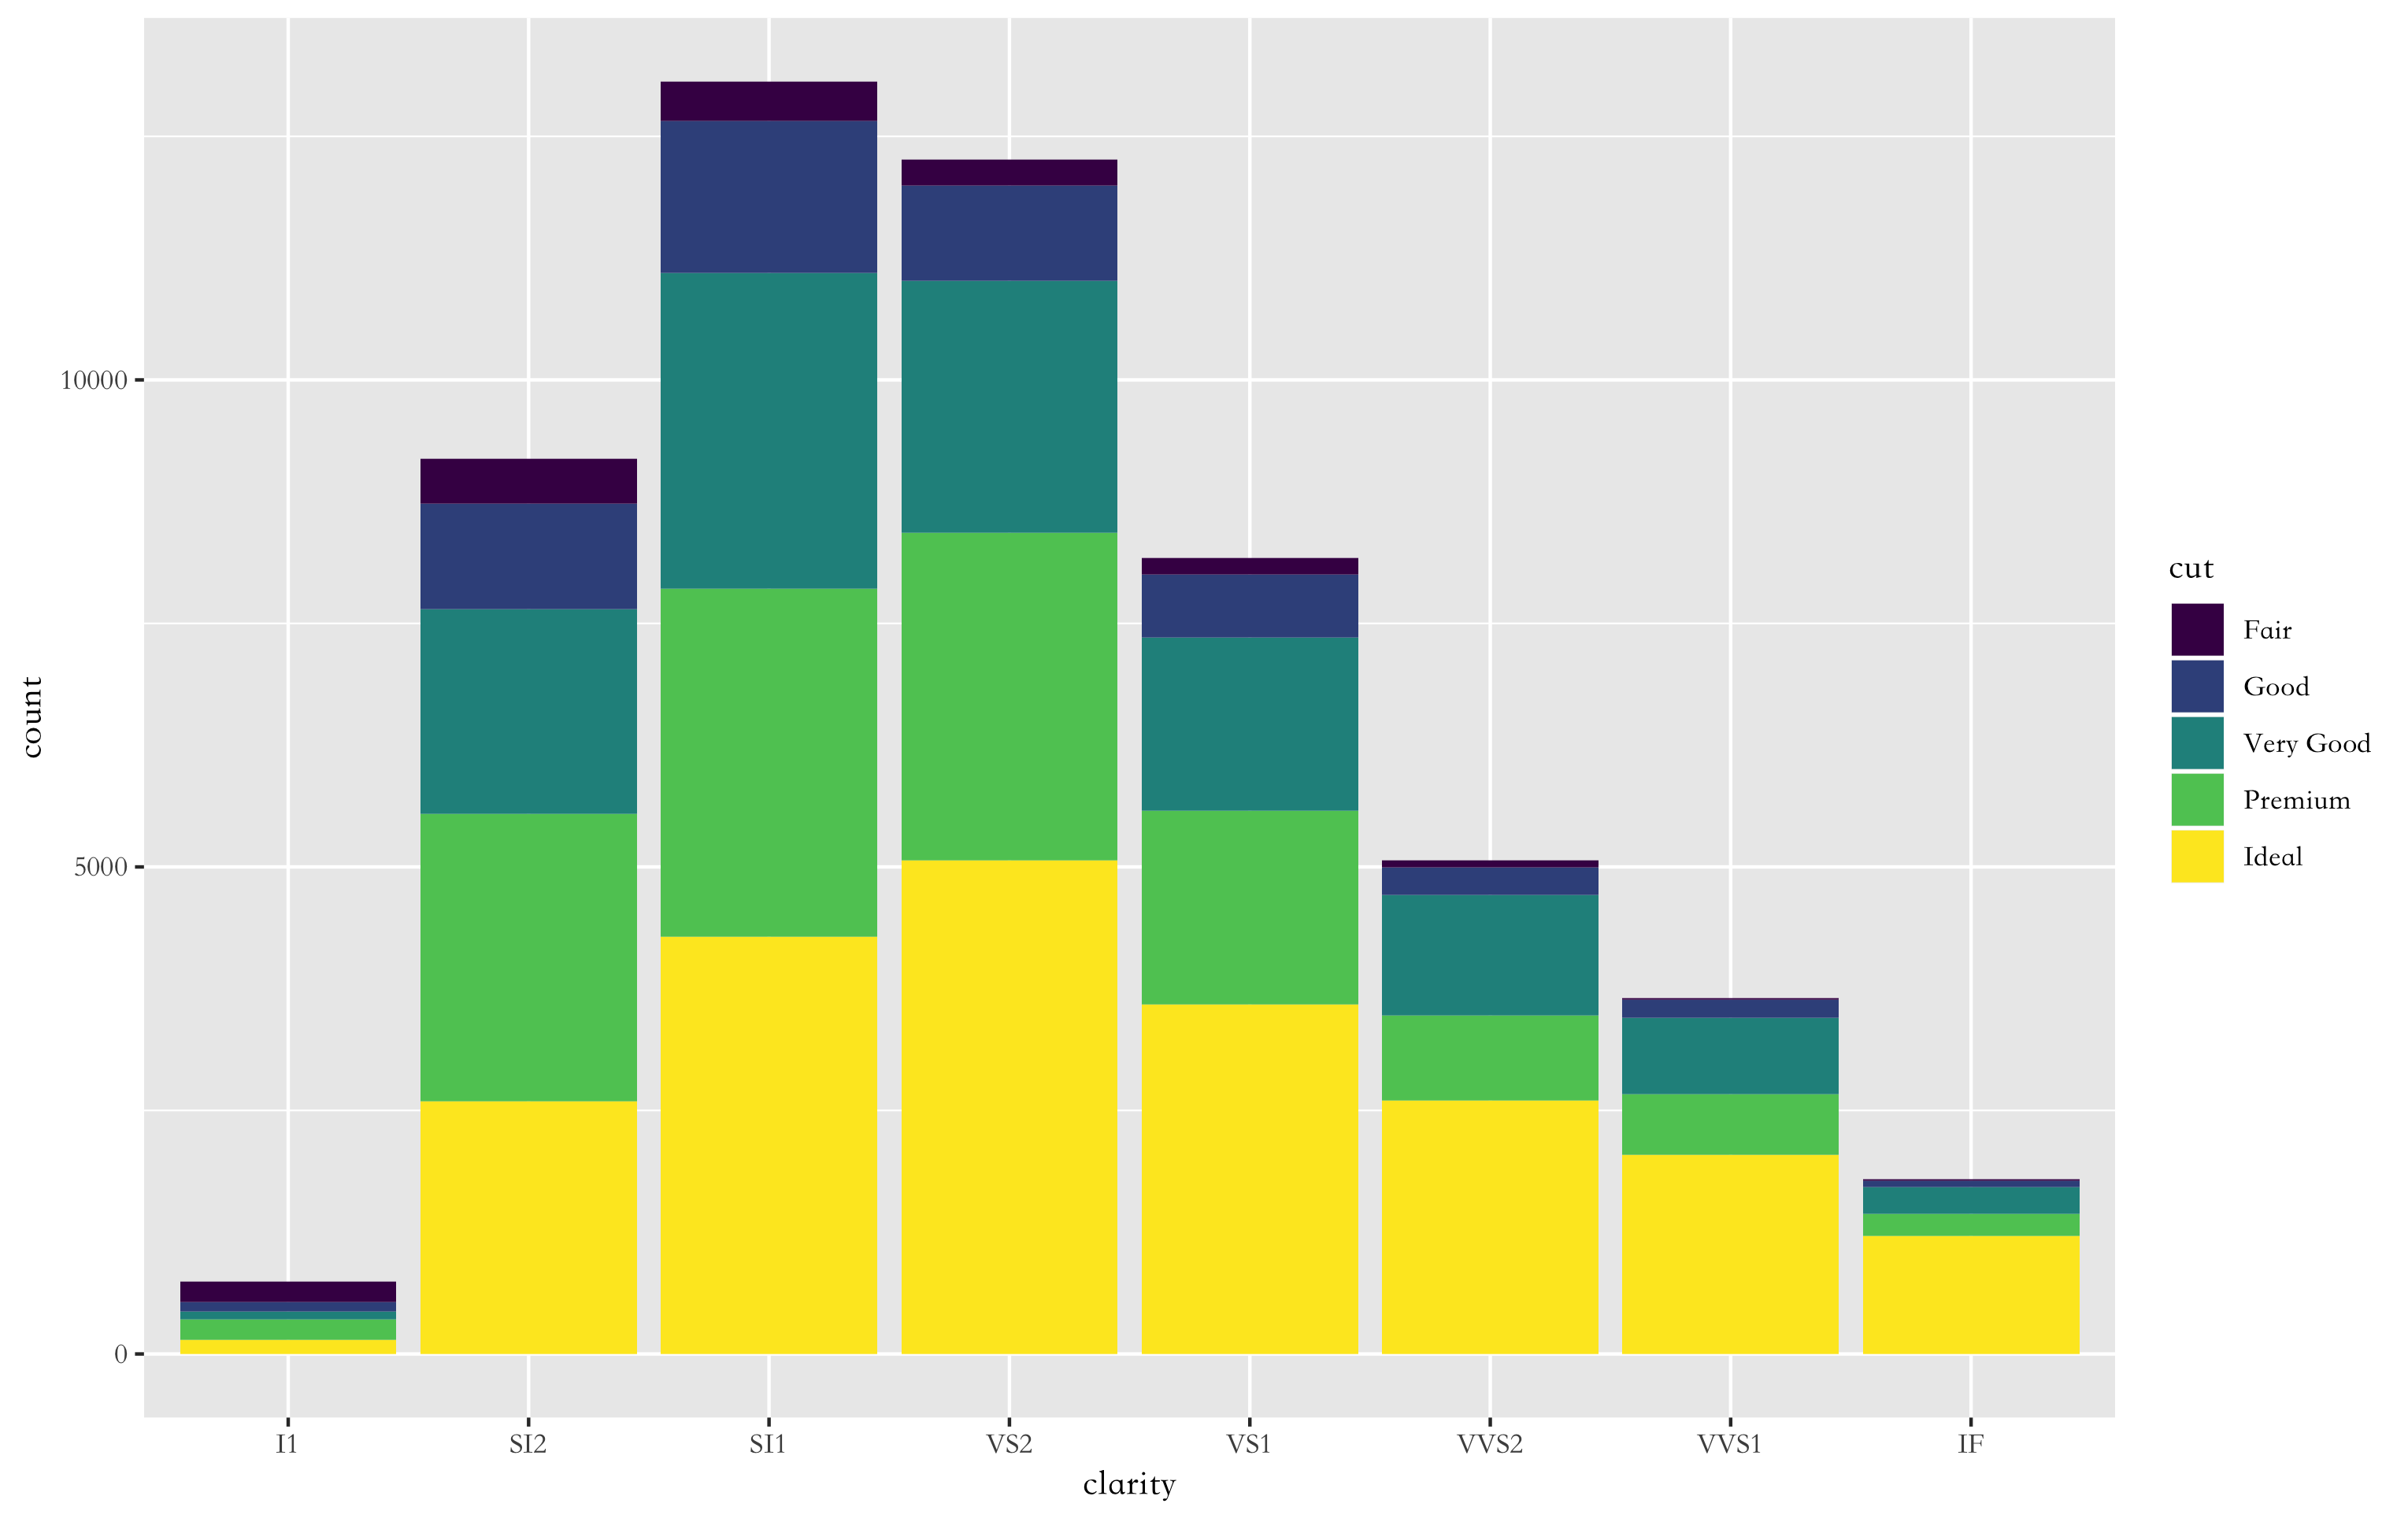 count
10000
5000
0
I1
SI2
SI1
VS2
VS1
VVS2
VVS1
IF
clarity
cut
Fair
Good
Very Good
Premium
Ideal